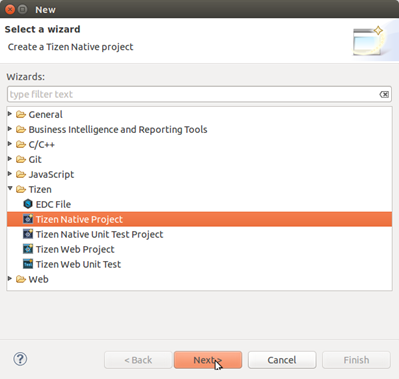 New
Select a wizard
Create a Tizen Native project
Wizards:
type filter text
General
Business Intelligence and Reporting Tools
C/C++
Git
JavaScript
Tizen
EDC File
Tizen Native Project
Tizen Native Unit Test Project
Tizen Web Project
Tizen Web Unit Test
Web
? < Back Next > Cancel Finish